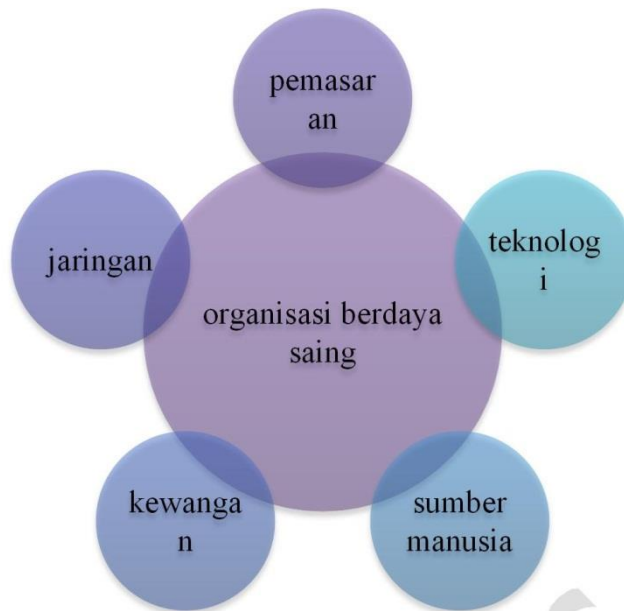 pemasar
an
teknolog
i
jaringan
organisasi berdaya
saing
kewanga
n
sumber
manusia